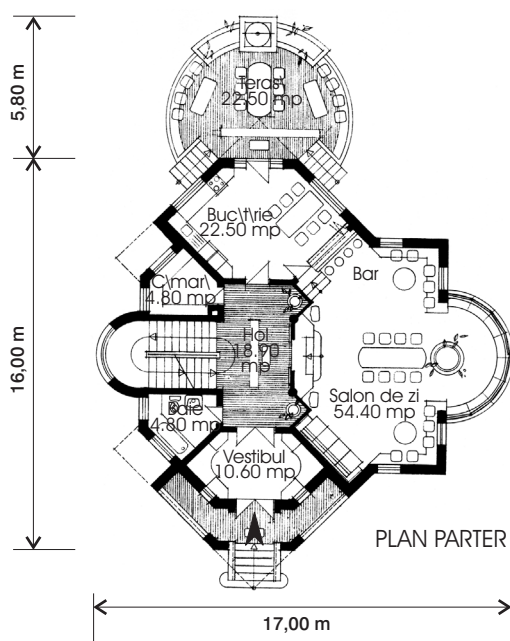 5,80 m
Teras\
22.50 mp
Buc\t\rie
22.50 mp
C\mar\
4.80 mp
Bar
16,00 m
Hol
18.90
mp
Salon de zi
54.40 mp
Baie
4.80 mp
Vestibul
10.60 mp
PLAN PARTER
17,00 m